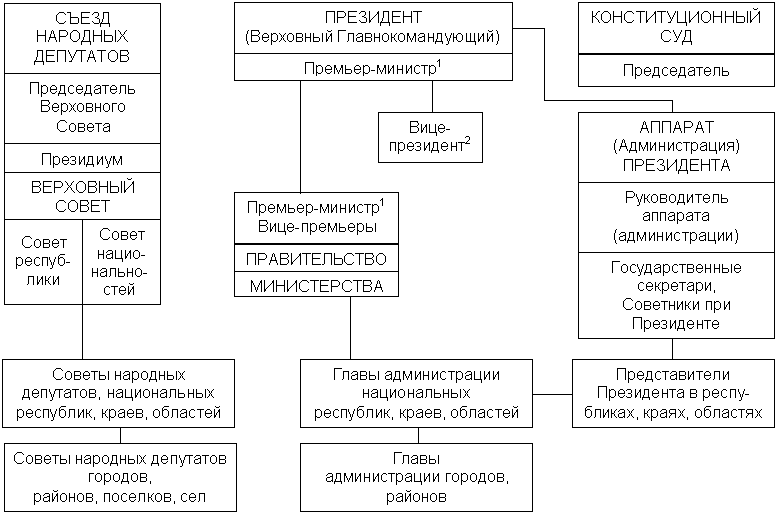 СЪЕЗД
НАРОДНЫХ
ДЕПУТАТОВ
Председатель
Верховного
Совета
Президиум
ВЕРХОВНЫЙ
СОВЕТ
Совет
респуб-
лики
Совет
нацио-
нально-
стей
Советы народных
депутатов, национальных
республик, краев, областей
Советы народных депутатов
городов,
районов, поселков, сел
ПРЕЗИДЕНТ
(Верховный Главнокомандующий)
Премьер-министр1
Вице-
президент2
Премьер-министр1
Вице-премьеры
ПРАВИТЕЛЬСТВО
МИНИСТЕРСТВА
Главы администрации
национальных
республик, краев, областей
Главы
администрации городов,
районов
КОНСТИТУЦИОННЫЙ
СУД
Председатель
АППАРАТ
(Администрация)
ПРЕЗИДЕНТА
Руководитель
аппарата
(администрации)
Государственные
секретари,
Советники при
Президенте
Представители
Президента в респу-
бликах, краях, областях